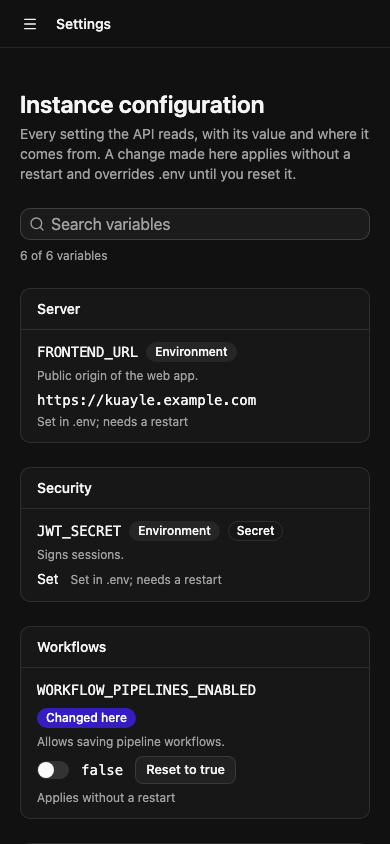 Settings
Instance configuration
Every setting the API reads, with its value and where it
comes from. A change made here applies without a
restart and overrides .env until you reset it.
Search variables
6 of 6 variables
Server
FRONTEND_URL Environment
Public origin of the web app.
https://kuayle.example.com
Set in .env; needs a restart
Security
JWT_SECRET Environment Secret
Signs sessions.
Set Set in .env; needs a restart
Workflows
WORKFLOW_PIPELINES_ENABLED
Changed here
Allows saving pipeline workflows.
false Reset to true
Applies without a restart